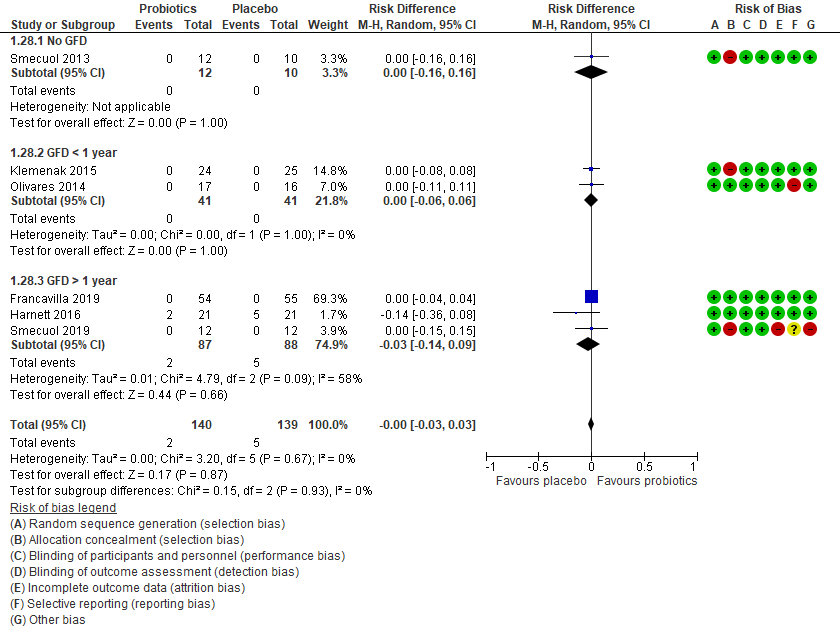 Probiotics Placebo Risk Difference Risk Difference Risk of Bias
Study or Subgroup Events Total Events Total Weight M-H, Random, 95% CI M-H, Random, 95% CI A B C D E F G
1.28.1 No GFD
Smecuol 2013 0 12 0 10 3.3% 0.00 [-0.16, 0.16] + - + + + + +
Subtotal (95% CI) 12 10 3.3% 0.00 [-0.16, 0.16]
Total events 0 0
Heterogeneity: Not applicable
Test for overall effect: Z = 0.00 (P = 1.00)
1.28.2 GFD < 1 year
Klemenak 2015 0 24 0 25 14.8% 0.00 [-0.08, 0.08] + - + + + + +
Olivares 2014 0 17 0 16 7.0% 0.00 [-0.11, 0.11] + + + + + - +
Subtotal (95% CI) 41 41 21.8% 0.00 [-0.06, 0.06]
Total events 0 0
Heterogeneity: Tau² = 0.00; Chi² = 0.00, df = 1 (P = 1.00); I² = 0%
Test for overall effect: Z = 0.00 (P = 1.00)
1.28.3 GFD > 1 year
Francavilla 2019 0 54 0 55 69.3% 0.00 [-0.04, 0.04] + + + + + + +
Harnett 2016 2 21 5 21 1.7% -0.14 [-0.36, 0.08] + + + + + + +
Smecuol 2019 0 12 0 12 3.9% 0.00 [-0.15, 0.15] + - + + - ? -
Subtotal (95% CI) 87 88 74.9% -0.03 [-0.14, 0.09]
Total events 2 5
Heterogeneity: Tau² = 0.01; Chi² = 4.79, df = 2 (P = 0.09); I² = 58%
Test for overall effect: Z = 0.44 (P = 0.66)
Total (95% CI) 140 139 100.0% -0.00 [-0.03, 0.03]
Total events 2 5
Heterogeneity: Tau² = 0.00; Chi² = 3.20, df = 5 (P = 0.67); I² = 0%
Test for overall effect: Z = 0.17 (P = 0.87)
Test for subgroup differences: Chi² = 0.15, df = 2 (P = 0.93), I² = 0%
-1 -0.5 0 0.5 1
Favours placebo Favours probiotics
Risk of bias legend
(A) Random sequence generation (selection bias)
(B) Allocation concealment (selection bias)
(C) Blinding of participants and personnel (performance bias)
(D) Blinding of outcome assessment (detection bias)
(E) Incomplete outcome data (attrition bias)
(F) Selective reporting (reporting bias)
(G) Other bias